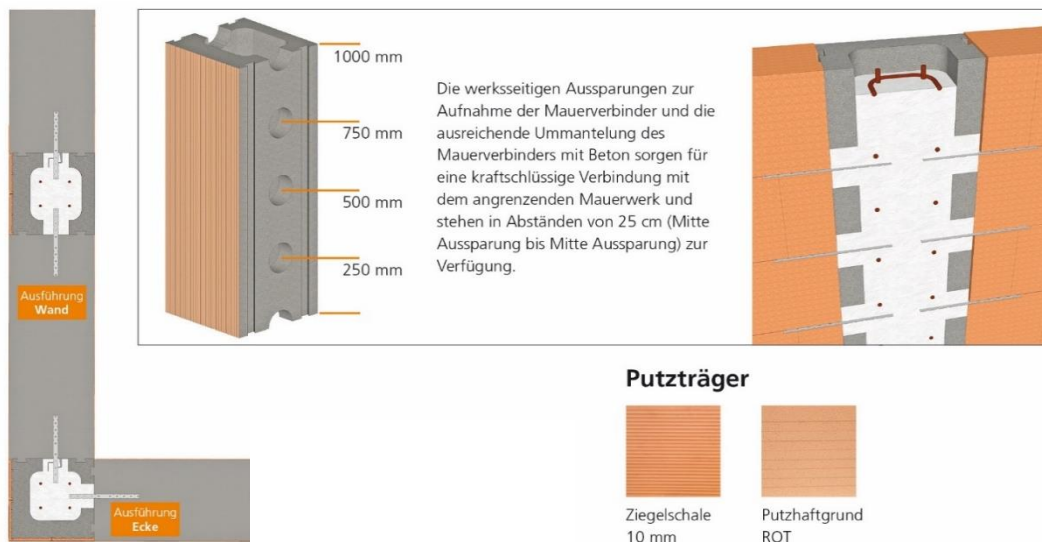 1000 mm
750 mm
500 mm
250 mm
Die werksseitigen Aussparungen zur
Aufnahme der Mauerverbinder und die
ausreichende Ummantelung des
Mauerverbinders mit Beton sorgen für
eine kraftschlüssige Verbindung mit
dem angrenzenden Mauerwerk und
stehen in Abständen von 25 cm (Mitte
Aussparung bis Mitte Aussparung) zur
Verfügung.
Ausführung
Wand
Ausführung
Ecke
Putzträger
Ziegelschale
10 mm
Putzhaftgrund
ROT